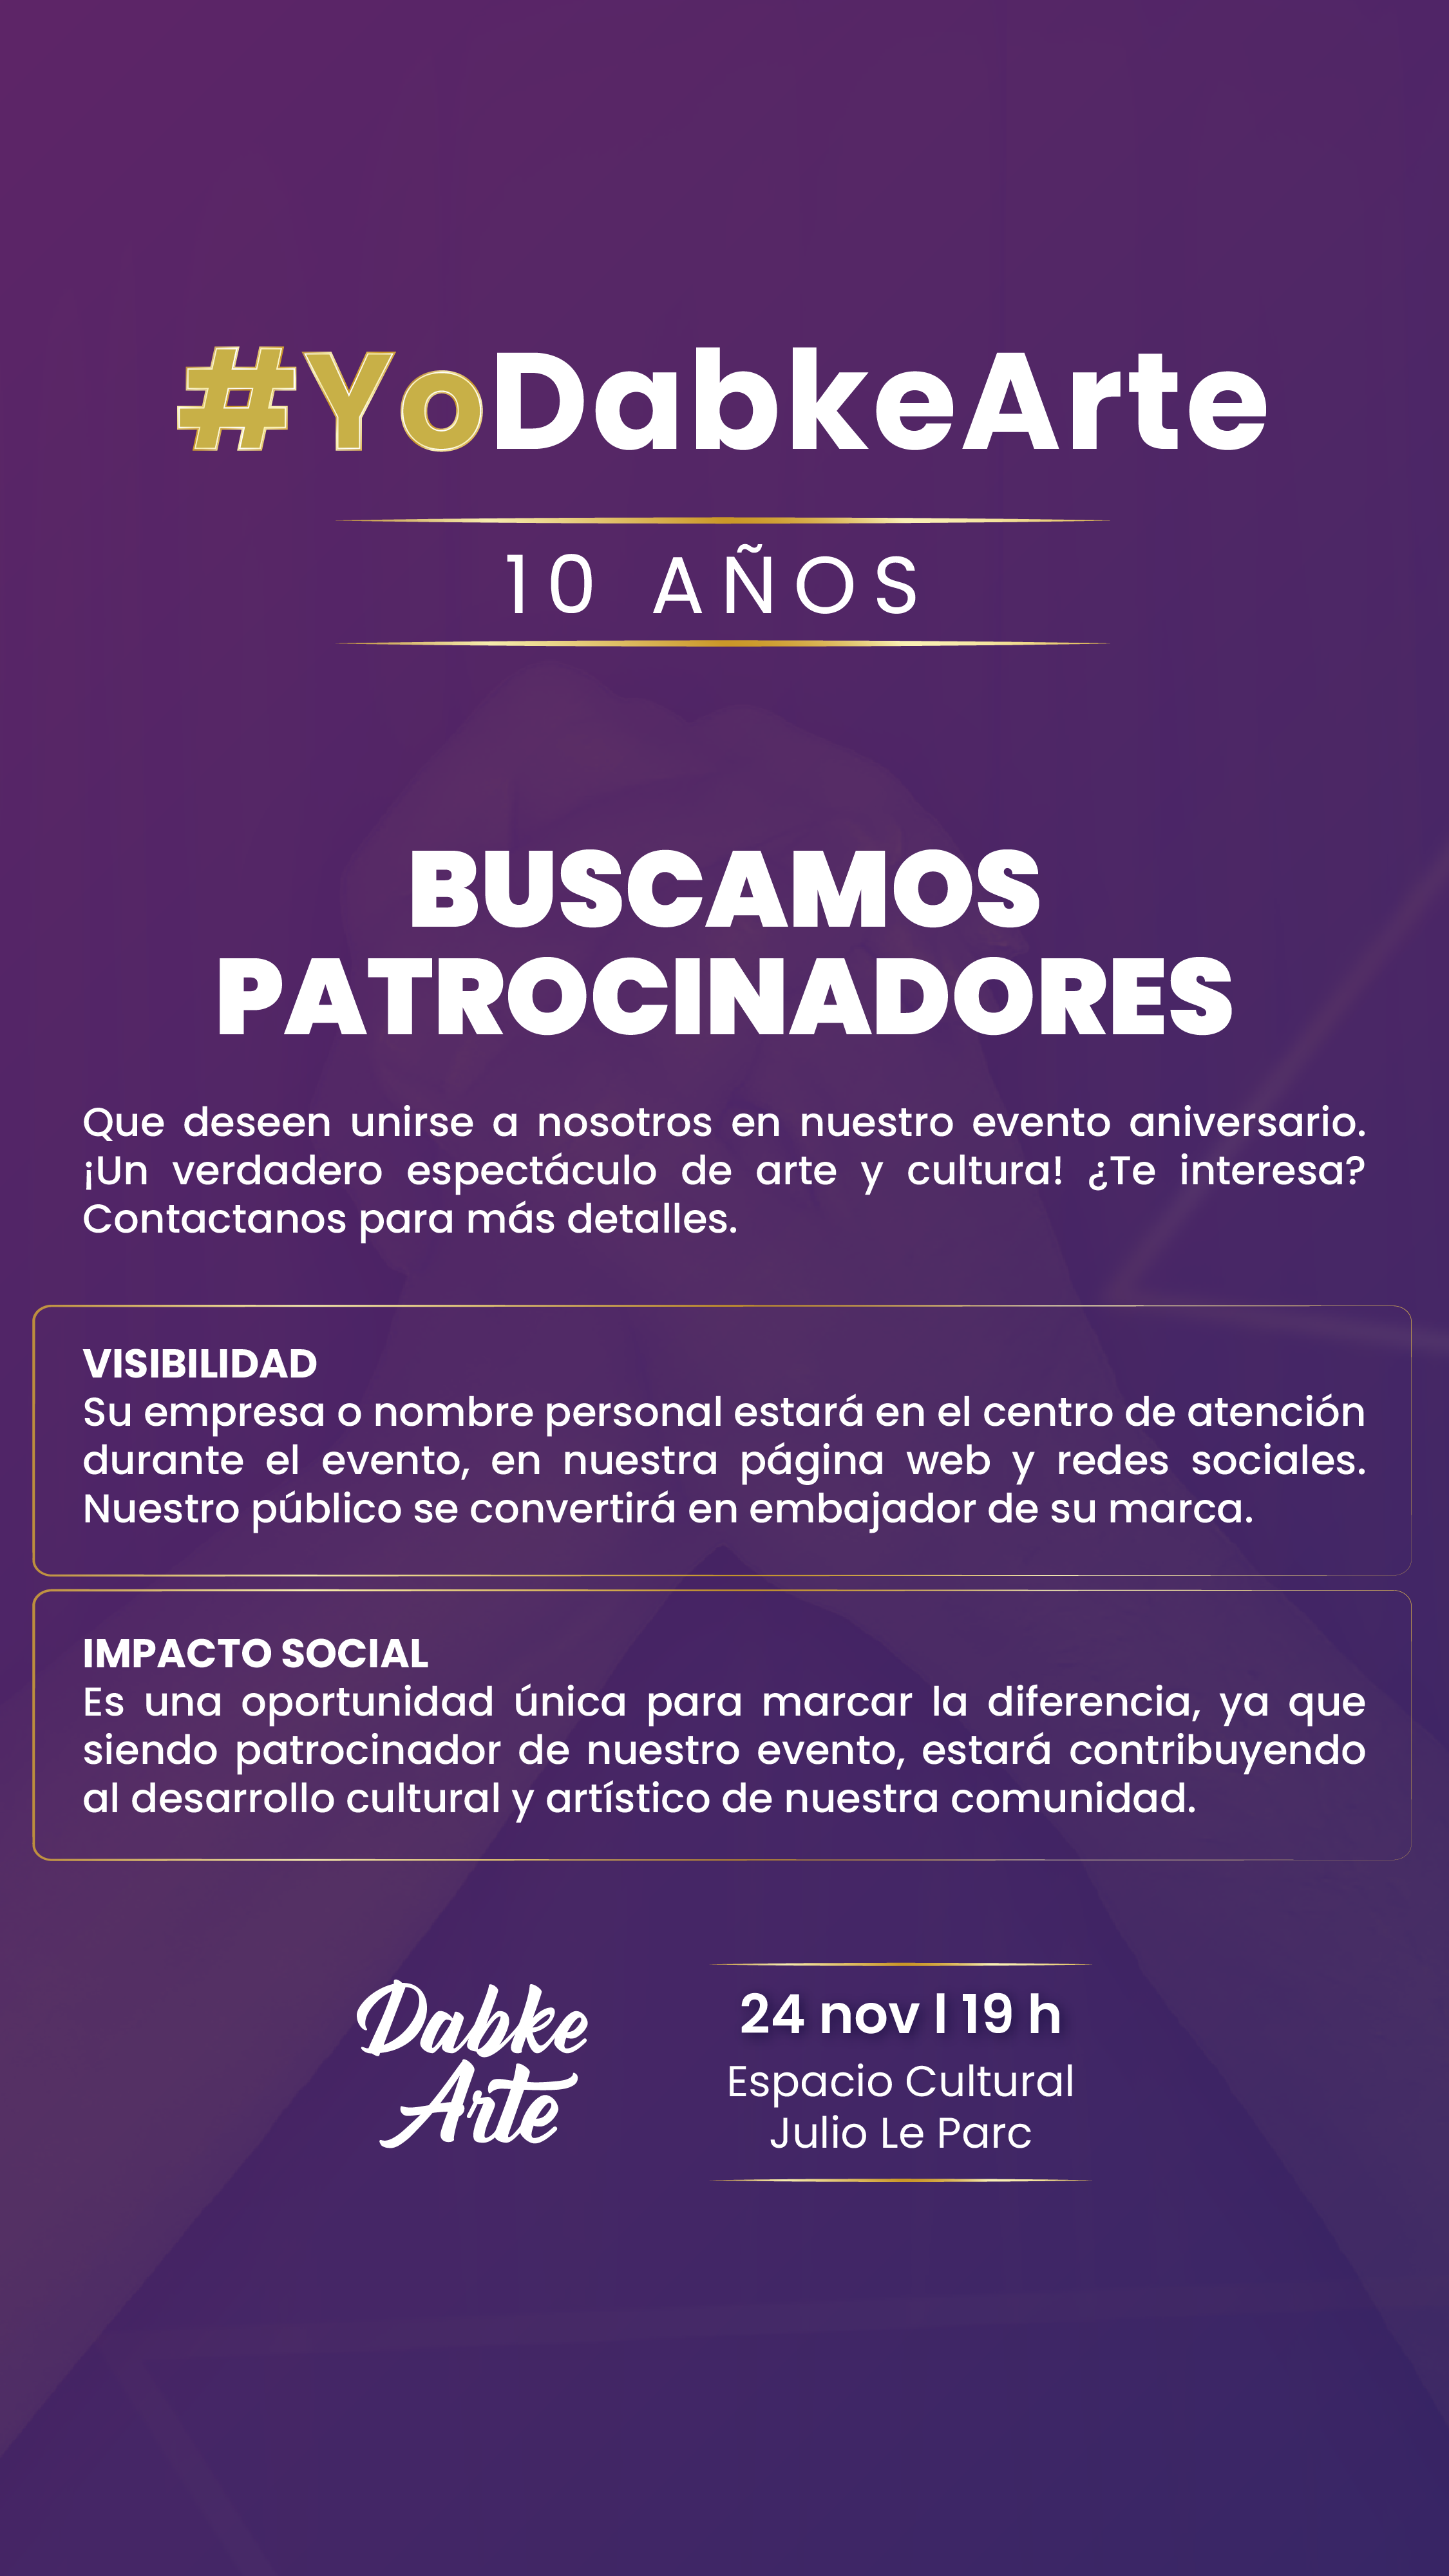 #YoDabkeArte
10 AÑOS
BUSCAMOS
PATROCINADORES
Que deseen unirse a nosotros en nuestro evento aniversario.
¡Un verdadero espectáculo de arte y cultura! ¿Te interesa?
Contactanos para más detalles.
VISIBILIDAD
Su empresa o nombre personal estará en el centro de atención
durante el evento, en nuestra página web y redes sociales.
Nuestro público se convertirá en embajador de su marca.
IMPACTO SOCIAL
Es una oportunidad única para marcar la diferencia, ya que
siendo patrocinador de nuestro evento, estará contribuyendo
al desarrollo cultural y artístico de nuestra comunidad.
Dabke
Arte
24 nov l 19 h
Espacio Cultural
Julio Le Parc